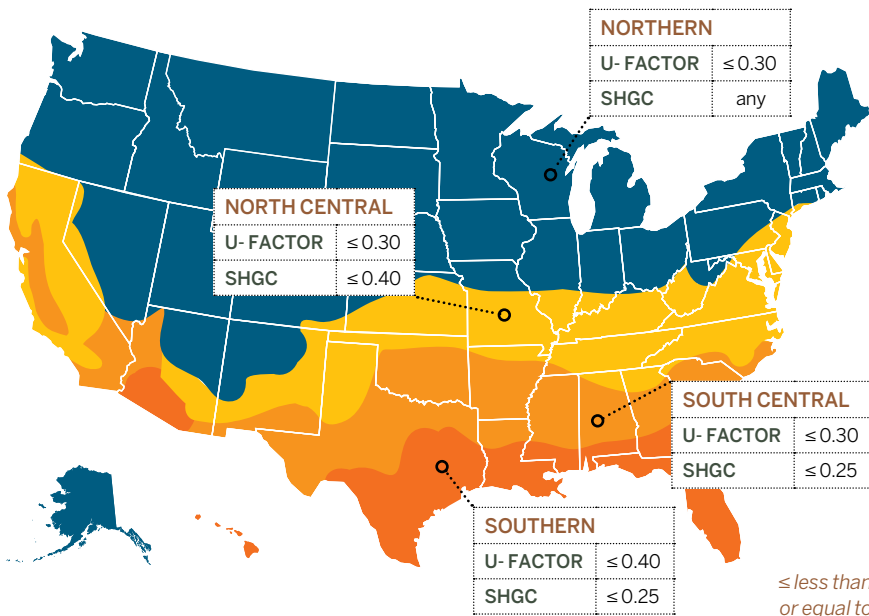 NORTHERN
U- FACTOR ≤ 0.30
SHGC any
NORTH CENTRAL
U- FACTOR ≤ 0.30
SHGC ≤ 0.40
SOUTH CENTRAL
U- FACTOR ≤ 0.30
SHGC ≤ 0.25
SOUTHERN
U- FACTOR ≤ 0.40
SHGC ≤ 0.25
≤ less than
or equal to